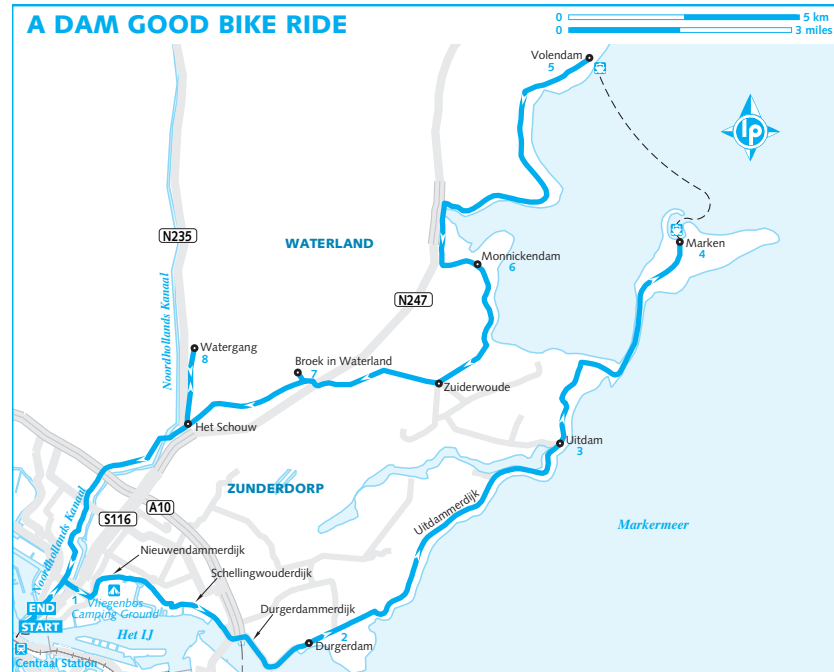 A DAM GOOD BIKE RIDE
0 5 km
0 3 miles
Volendam
5
lp
N235
WATERLAND
Marken
4
Monnickendam
6
N247
Noordhollands Kanaal
Watergang
8
Broek in Waterland
7
Zuiderwoude
Het Schouw
Uitdam
3
ZUNDERDORP
A10
S116
Uitdammerdijk
Markermeer
Noordhollands Kanaal
Nieuwendammerdijk
Schellingwouderdijk
1
Vliegenbos
Camping Ground
END
START
Durgerdammerdijk
2
Het IJ
Durgerdam
Centraal Station